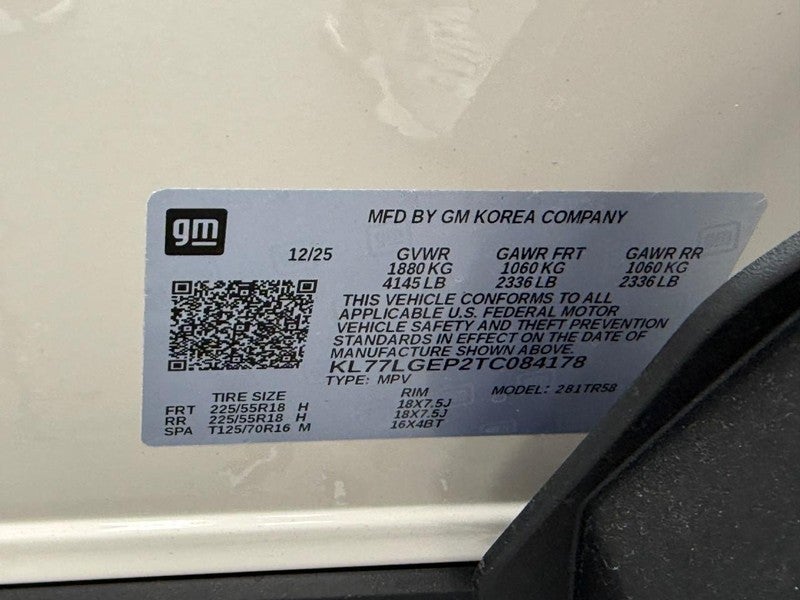 gm
MFD BY GM KOREA COMPANY
12/25 GVWR GAWR FRT GAWR RR
1880 KG 1060 KG 1060 KG
4145 LB 2336 LB 2336 LB
THIS VEHICLE CONFORMS TO ALL
APPLICABLE U.S. FEDERAL MOTOR
VEHICLE SAFETY AND THEFT PREVENTION
STANDARDS IN EFFECT ON THE DATE OF
MANUFACTURE SHOWN ABOVE.
KL77LGEP2TC084178
TYPE: MPV MODEL: 281TR58
TIRE SIZE RIM
FRT 225/55R18 H 18X7.5J
RR 225/55R18 H 18X7.5J
SPA T125/70R16 M 16X4BT